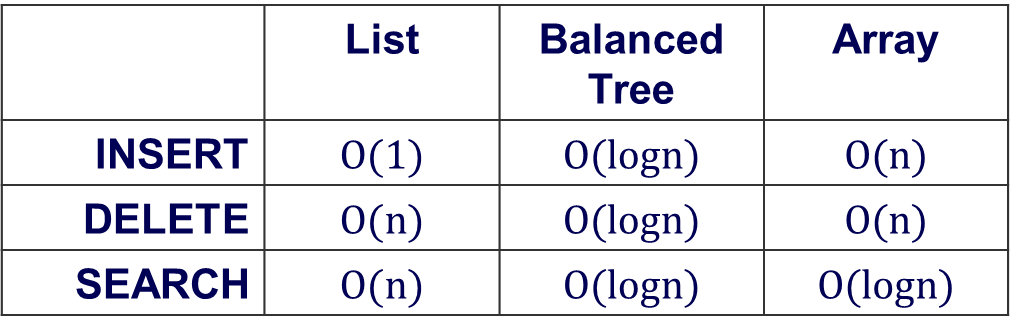 List Balanced Tree Array
INSERT O(1) O(logn) O(n)
DELETE O(n) O(logn) O(n)
SEARCH O(n) O(logn) O(logn)